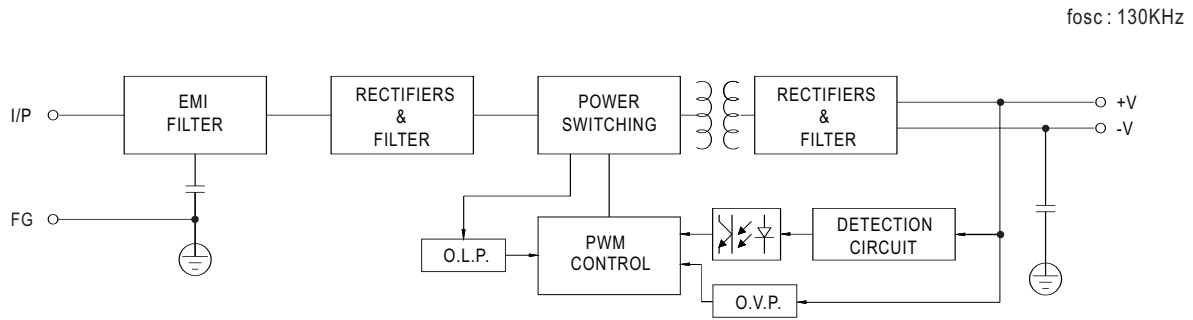 fosc : 130KHz
I/P
EMI
FILTER
RECTIFIERS
&
FILTER
POWER
SWITCHING
RECTIFIERS
&
FILTER
+V
-V
FG
O.L.P.
PWM
CONTROL
DETECTION
CIRCUIT
O.V.P.